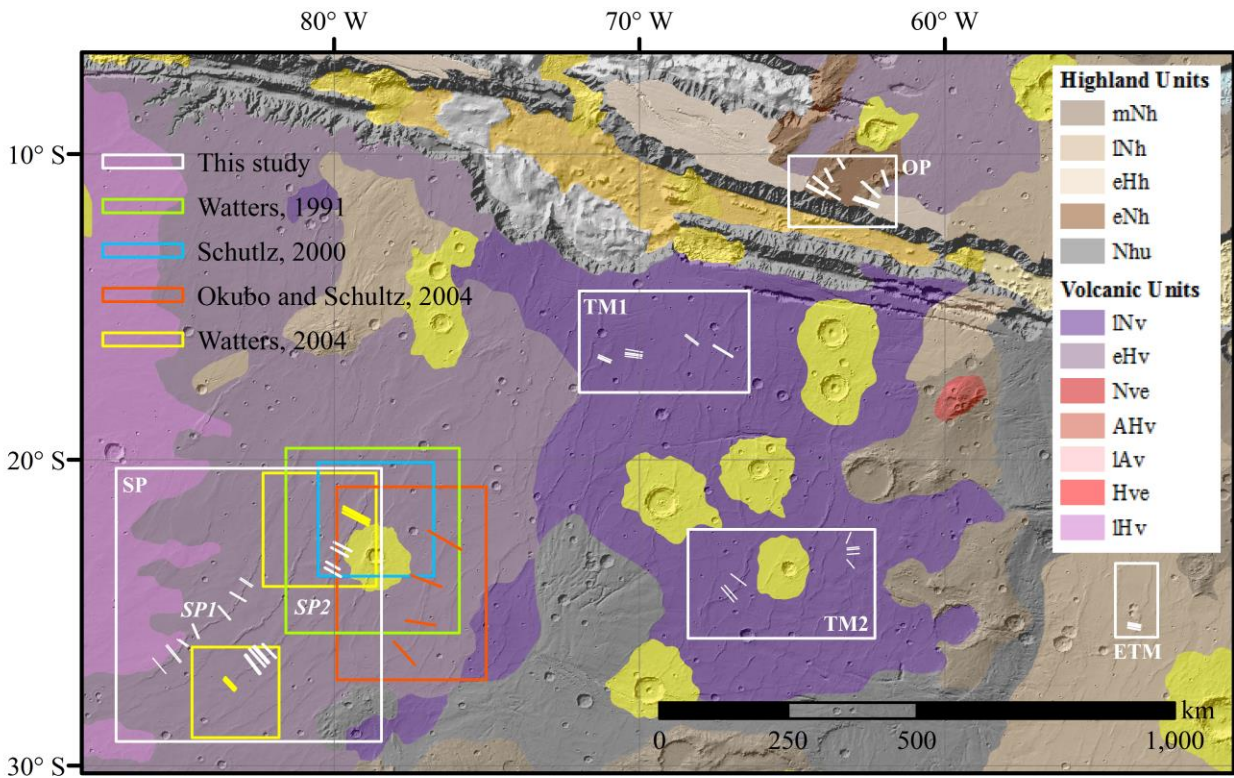 80° W
70° W
60° W
10° S
20° S
30° S
This study
Watters, 1991
Schutlz, 2000
Okubo and Schultz, 2004
Watters, 2004
Highland Units
mNh
lNh
eHh
eNh
Nhu
Volcanic Units
lNv
eHv
Nve
AHv
lAv
Hve
lHv
OP
TM1
SP
SP1
SP2
TM2
ETM
km
0
250
500
1,000